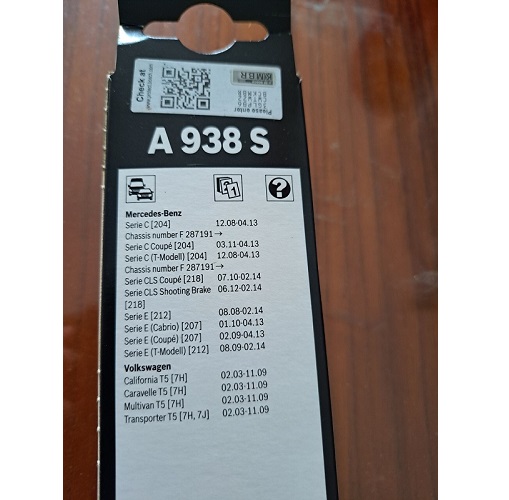 Check at
Please enter
A 938 S
Mercedes-Benz
Serie C [204] 12.08-04.13
Chassis number F 287191→
Serie C Coupé [204] 03.11-04.13
Serie C (T-Modell) [204] 12.08-04.13
Chassis number F 287191→
Serie CLS Coupé [218] 07.10-02.14
Serie CLS Shooting Brake 06.12-02.14
[218]
Serie E [212] 08.08-02.14
Serie E (Cabrio) [207] 01.10-04.13
Serie E (Coupé) [207] 02.09-04.13
Serie E (T-Modell) [212] 08.09-02.14
Volkswagen
California T5 [7H] 02.03-11.09
Caravelle T5 [7H] 02.03-11.09
Multivan T5 [7H] 02.03-11.09
Transporter T5 [7H, 7J] 02.03-11.09